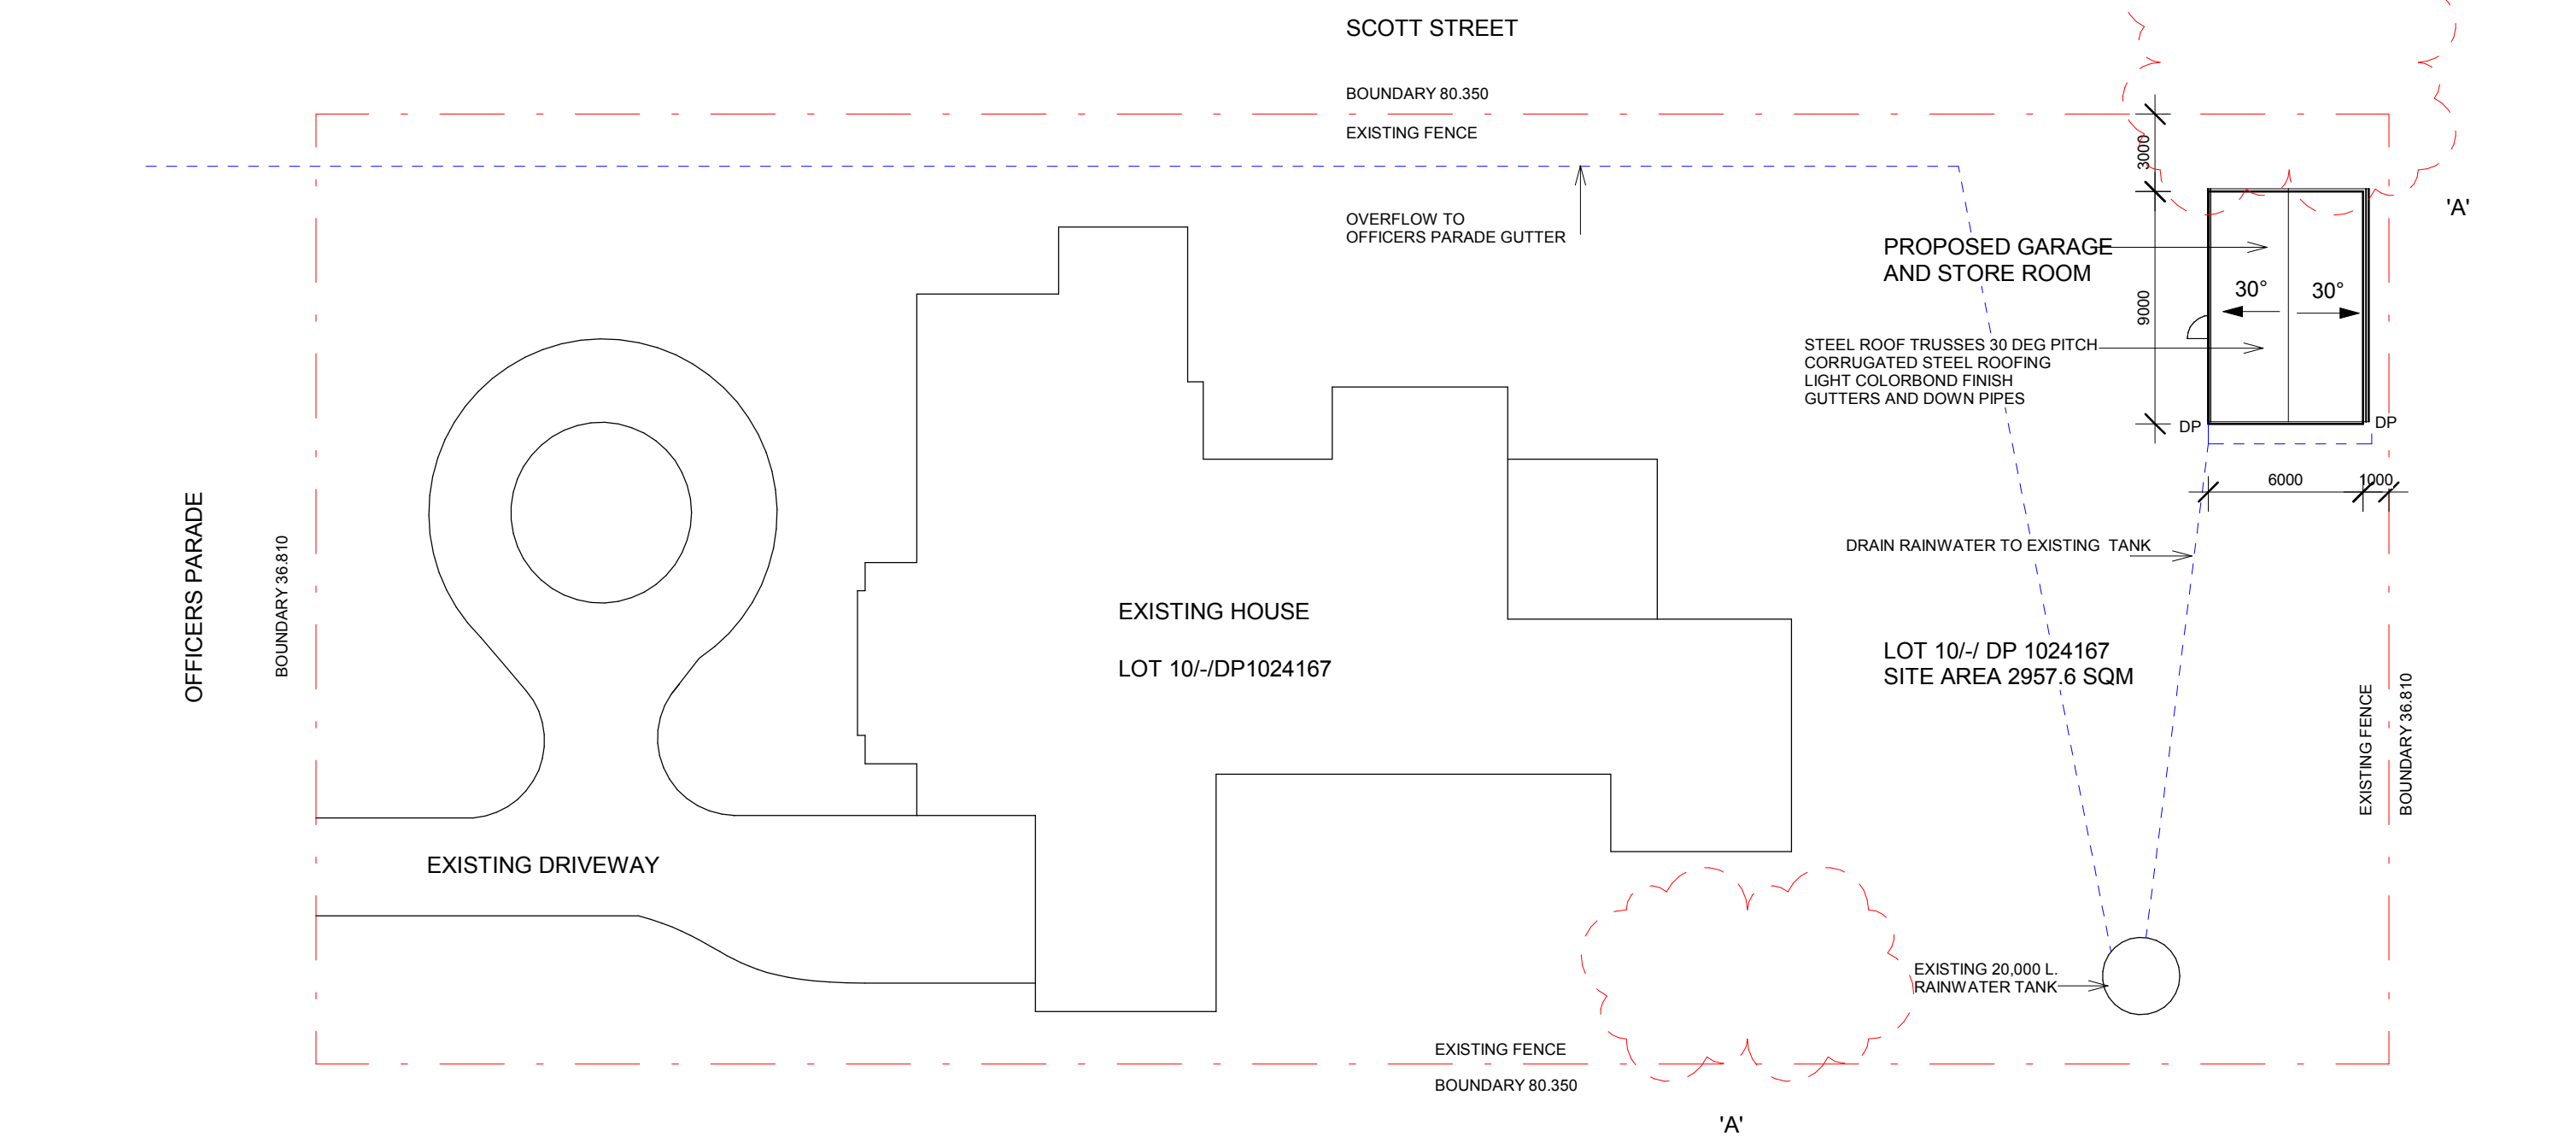 SCOTT STREET
BOUNDARY 80.350
EXISTING FENCE
3000
'A'
OVERFLOW TO
OFFICERS PARADE GUTTER
PROPOSED GARAGE
AND STORE ROOM
30°
30°
9000
STEEL ROOF TRUSSES 30 DEG PITCH
CORRUGATED STEEL ROOFING
LIGHT COLORBOND FINISH
GUTTERS AND DOWN PIPES
DP
DP
6000
1000
OFFICERS PARADE
BOUNDARY 36.810
DRAIN RAINWATER TO EXISTING TANK
EXISTING HOUSE
LOT 10/-/DP1024167
LOT 10/-/ DP 1024167
SITE AREA 2957.6 SQM
EXISTING FENCE
BOUNDARY 36.810
EXISTING DRIVEWAY
EXISTING 20,000 L.
RAINWATER TANK
EXISTING FENCE
BOUNDARY 80.350
'A'